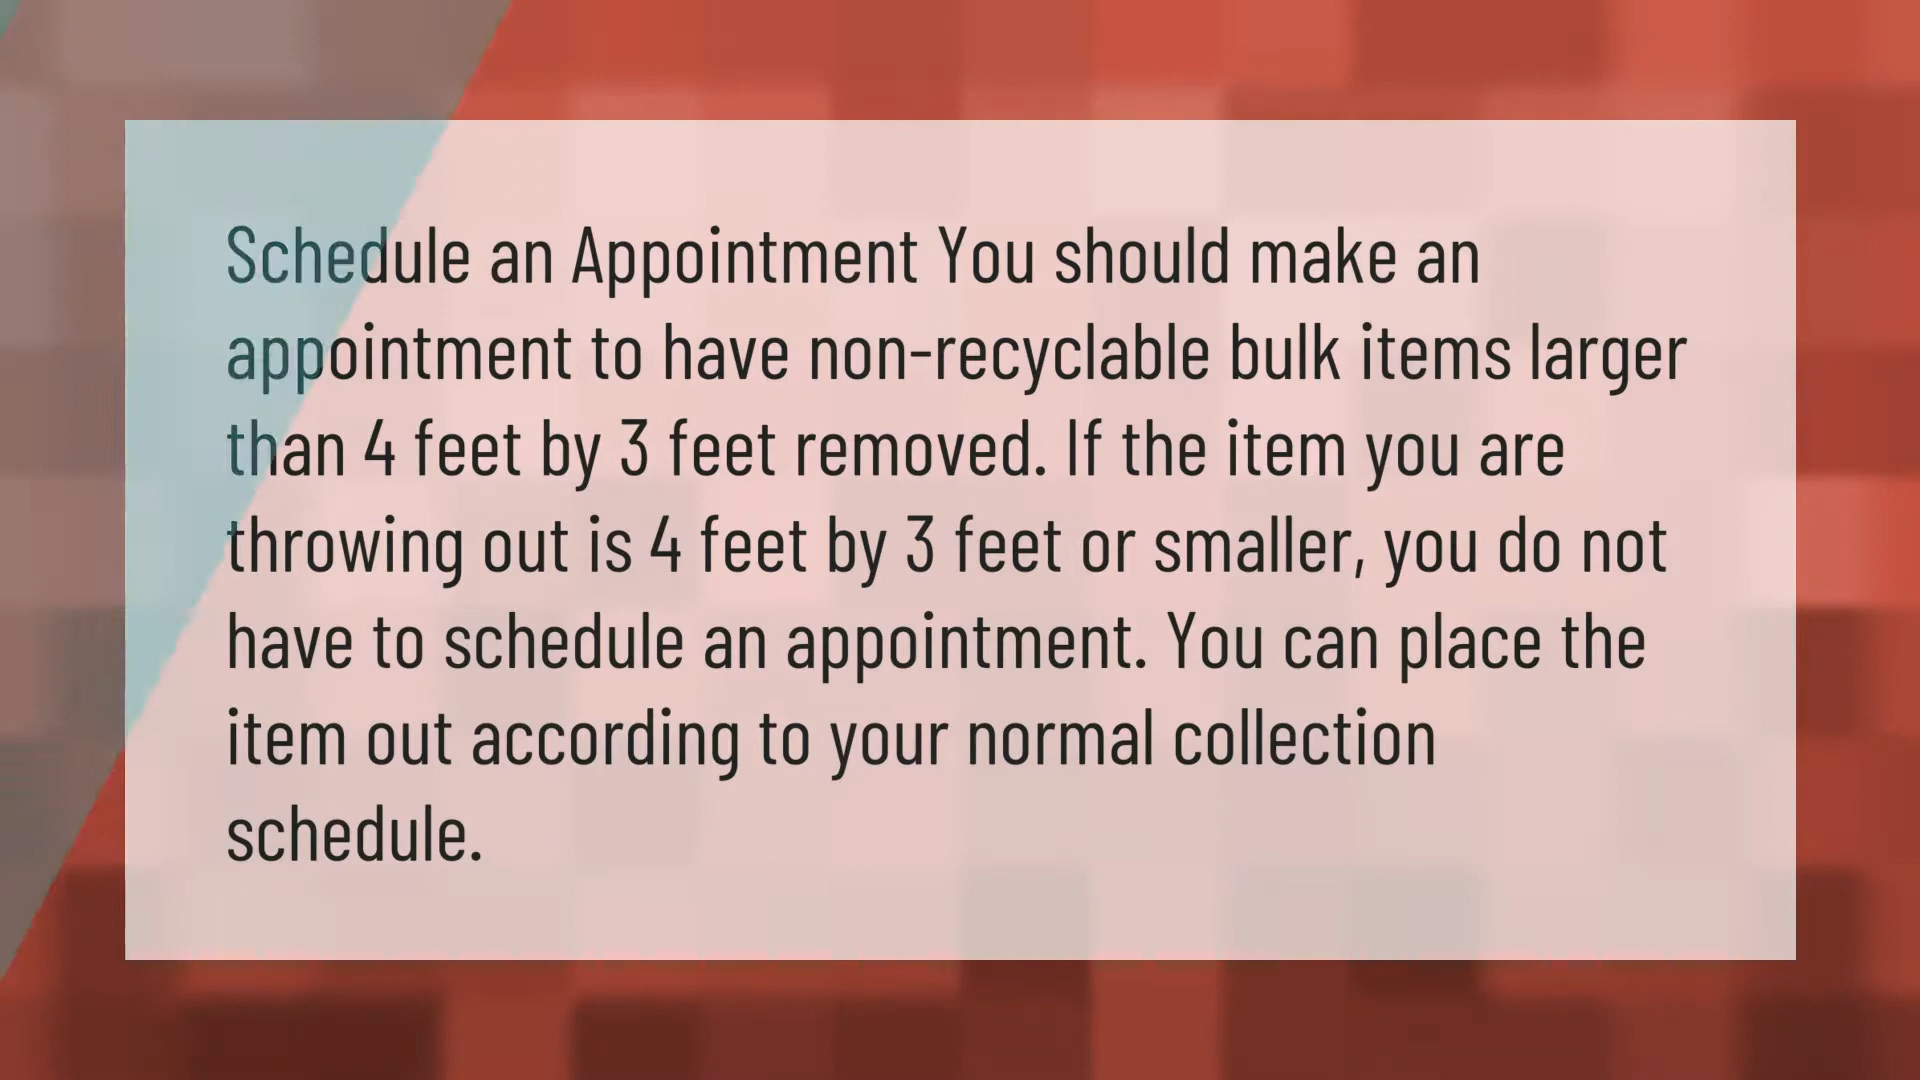 Schedule an Appointment You should make an
appointment to have non-recyclable bulk items larger
than 4 feet by 3 feet removed. If the item you are
throwing out is 4 feet by 3 feet or smaller, you do not
have to schedule an appointment. You can place the
item out according to your normal collection
schedule.